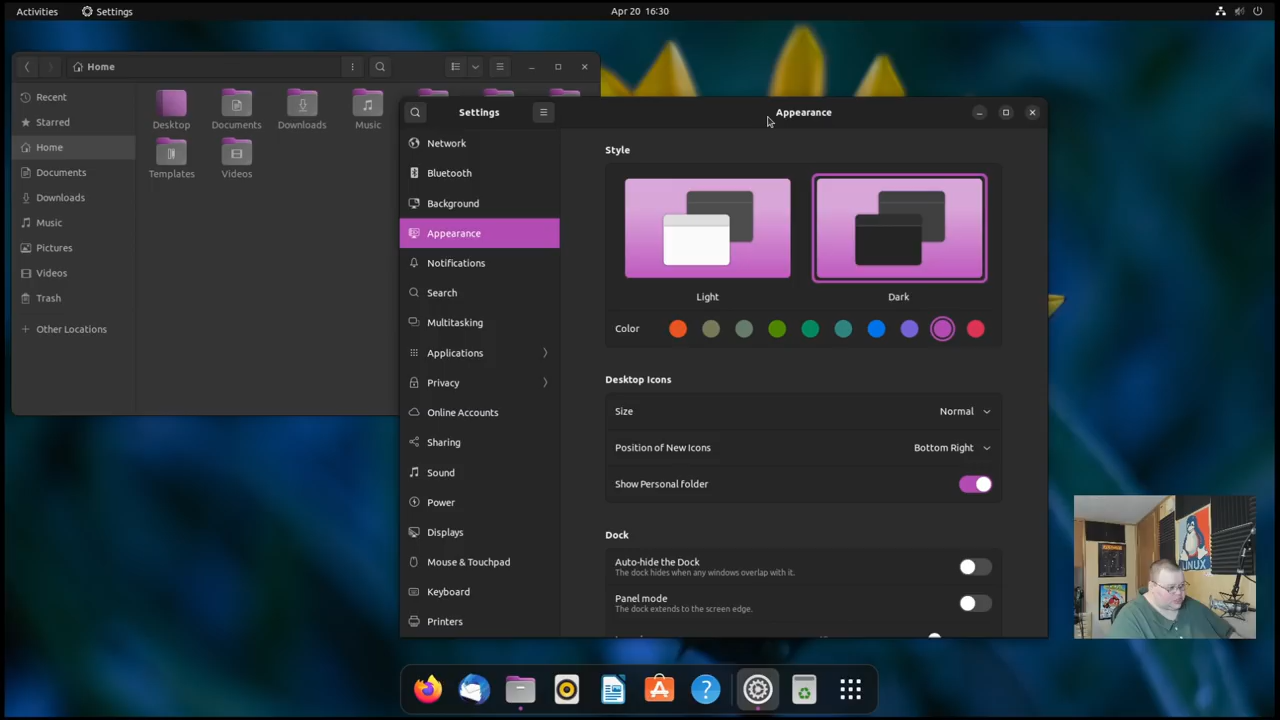 Activities
Settings
Apr 20 16:30
Home
Recent
Starred
Home
Documents
Downloads
Music
Pictures
Videos
Trash
Other Locations
Desktop
Documents
Downloads
Music
Templates
Videos
Settings
Appearance
Network
Bluetooth
Background
Appearance
Notifications
Search
Multitasking
Applications
Privacy
Online Accounts
Sharing
Sound
Power
Displays
Mouse & Touchpad
Keyboard
Printers
Style
Light
Dark
Color
Desktop Icons
Size
Normal
Position of New Icons
Bottom Right
Show Personal folder
Dock
Auto-hide the Dock
The dock hides when any windows overlap with it.
Panel mode
The dock extends to the screen edge.
LINUX